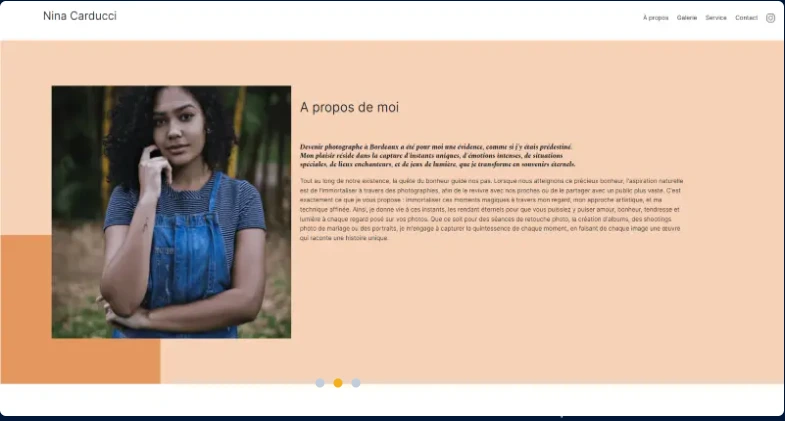 Nina Carducci
À propos Galerie Service Contact
A propos de moi
Devenir photographe à Bordeaux a été pour moi une évidence, comme si j'y étais prédestiné.
Mon plaisir réside dans la capture d'instants uniques, d'émotions intenses, de situations
spéciales, de lieux enchanteurs, et de jeux de lumière, que je transforme en souvenirs éternels.
Tout au long de notre existence, la quête du bonheur guide nos pas. Lorsque nous atteignons ce précieux bonheur, l'aspiration naturelle
est de l'immortaliser à travers des photographies, afin de le revivre avec nos proches ou de le partager avec un public plus vaste. C'est
exactement ce que je vous propose : immortaliser ces moments magiques à travers mon regard, mon approche artistique, et ma
technique affinée. Ainsi, je donne vie à ces instants, les rendant éternels pour que vous puissiez y puiser amour, bonheur, tendresse et
lumière à chaque regard posé sur vos photos. Que ce soit pour des séances de retouche photo, la création d'albums, des shootings
photo de mariage ou des portraits, je m'engage à capturer la quintessence de chaque moment, en faisant de chaque image une œuvre
qui raconte une histoire unique.